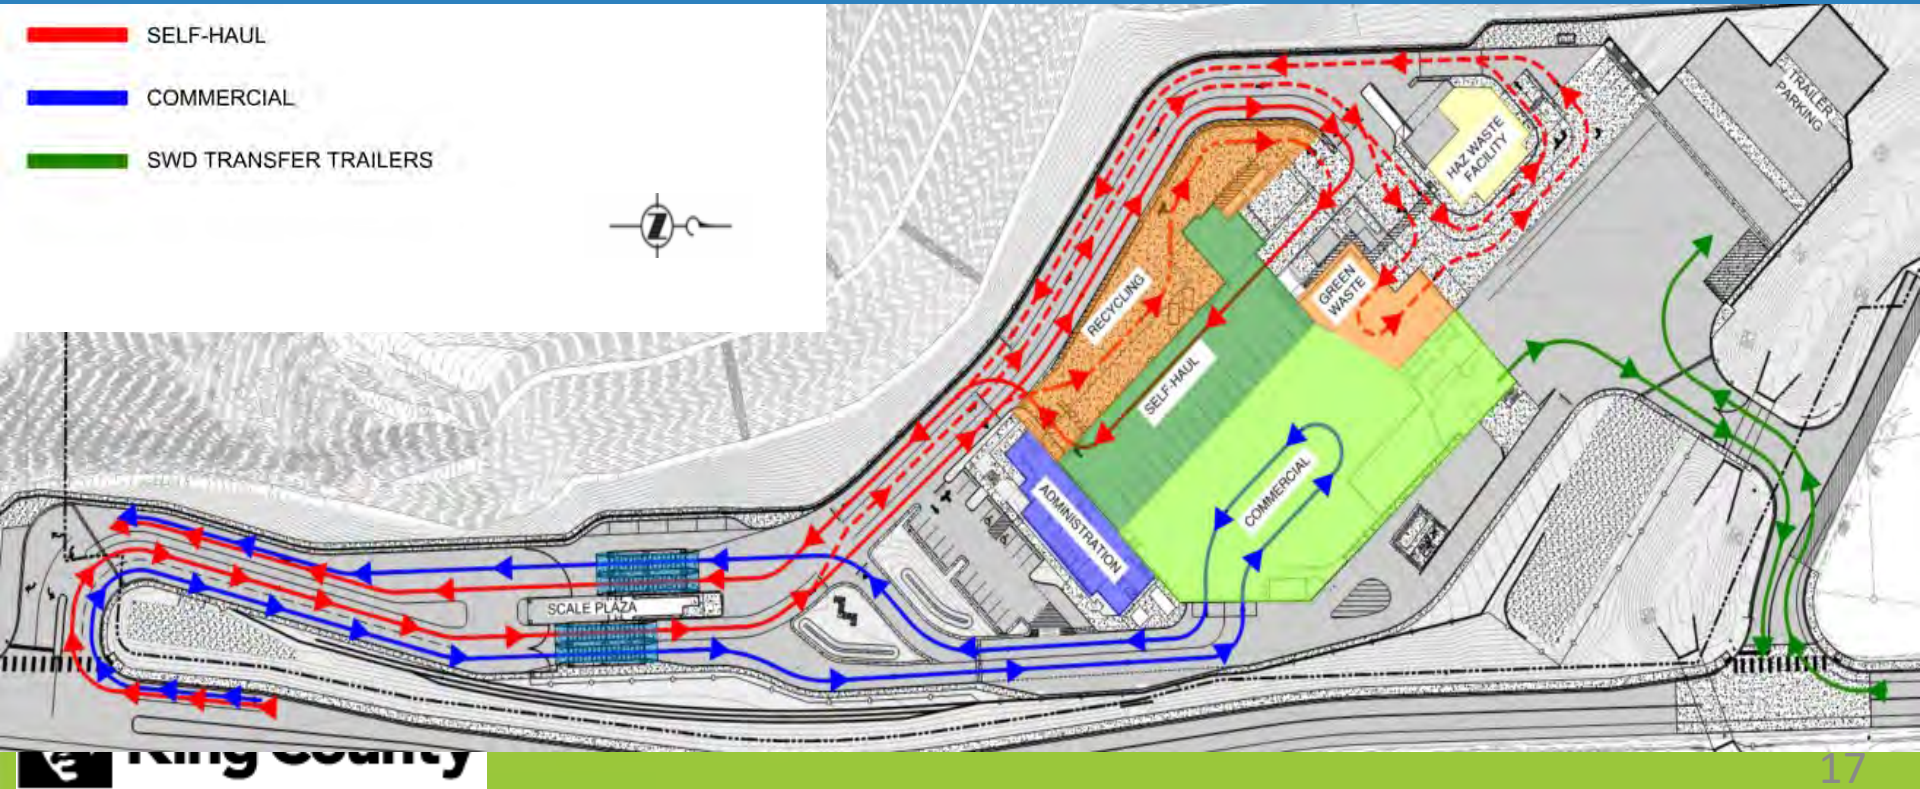 SELF-HAUL
COMMERCIAL
SWD TRANSFER TRAILERS
TRAILER
PARKING
HAZ WASTE
FACILITY
RECYCLING
GREEN
WASTE
SELF-HAUL
COMMERCIAL
ADMINISTRATION
SCALE PLAZA
King County
17